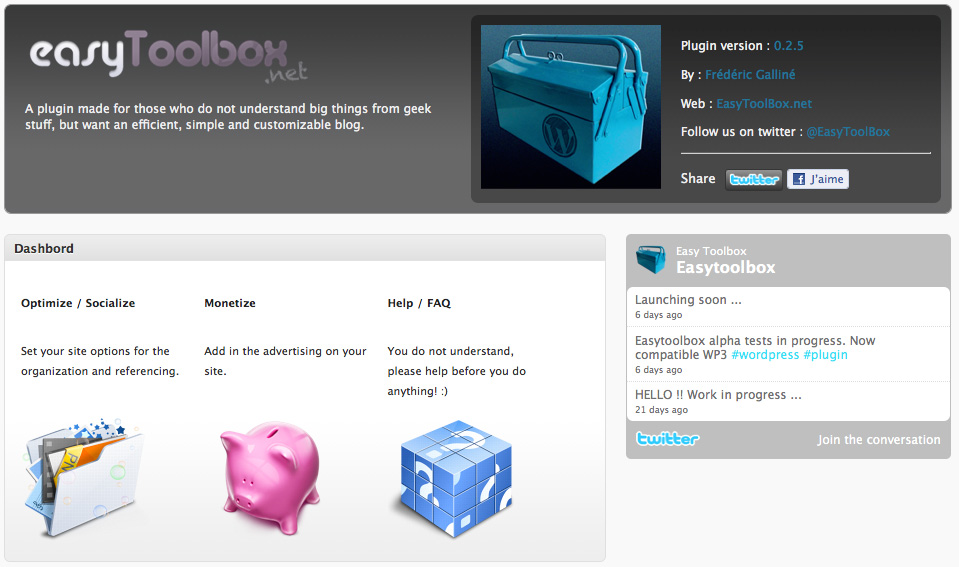 easyToolbox
.net
A plugin made for those who do not understand big things from geek
stuff, but want an efficient, simple and customizable blog.
Plugin version : 0.2.5
By : Frédéric Galliné
Web : EasyToolBox.net
Follow us on twitter : @EasyToolBox
Share twitter J'aime
Dashbord
Optimize / Socialize
Set your site options for the
organization and referencing.
Monetize
Add in the advertising on your
site.
Help / FAQ
You do not understand,
please help before you do
anything! :)
Easy Toolbox
Easytoolbox
Launching soon ...
6 days ago
Easytoolbox alpha tests in progress. Now
compatible WP3 #wordpress #plugin
6 days ago
HELLO !! Work in progress ...
21 days ago
twitter Join the conversation